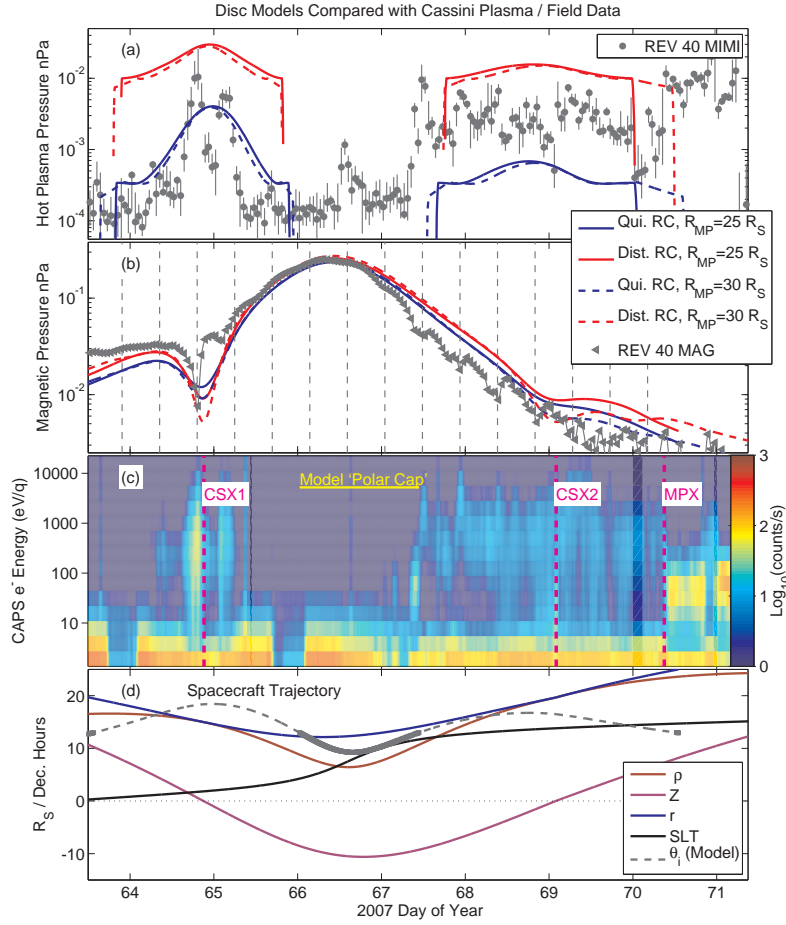 Disc Models Compared with Cassini Plasma / Field Data
(a)
REV 40 MIMI
10^-2
10^-3
10^-4
Hot Plasma Pressure nPa
Qui. RC, R_MP=25 R_S
Dist. RC, R_MP=25 R_S
Qui. RC, R_MP=30 R_S
Dist. RC, R_MP=30 R_S
REV 40 MAG
(b)
10^-1
10^-2
Magnetic Pressure nPa
(c)
CSX1
Model 'Polar Cap'
CSX2
MPX
10000
1000
100
10
CAPS e^- Energy (eV/q)
3
2
1
0
Log_10(counts/s)
(d)
Spacecraft Trajectory
20
10
0
-10
R_S / Dec. Hours
ρ
Z
r
SLT
θ_i (Model)
64 65 66 67 68 69 70 71
2007 Day of Year